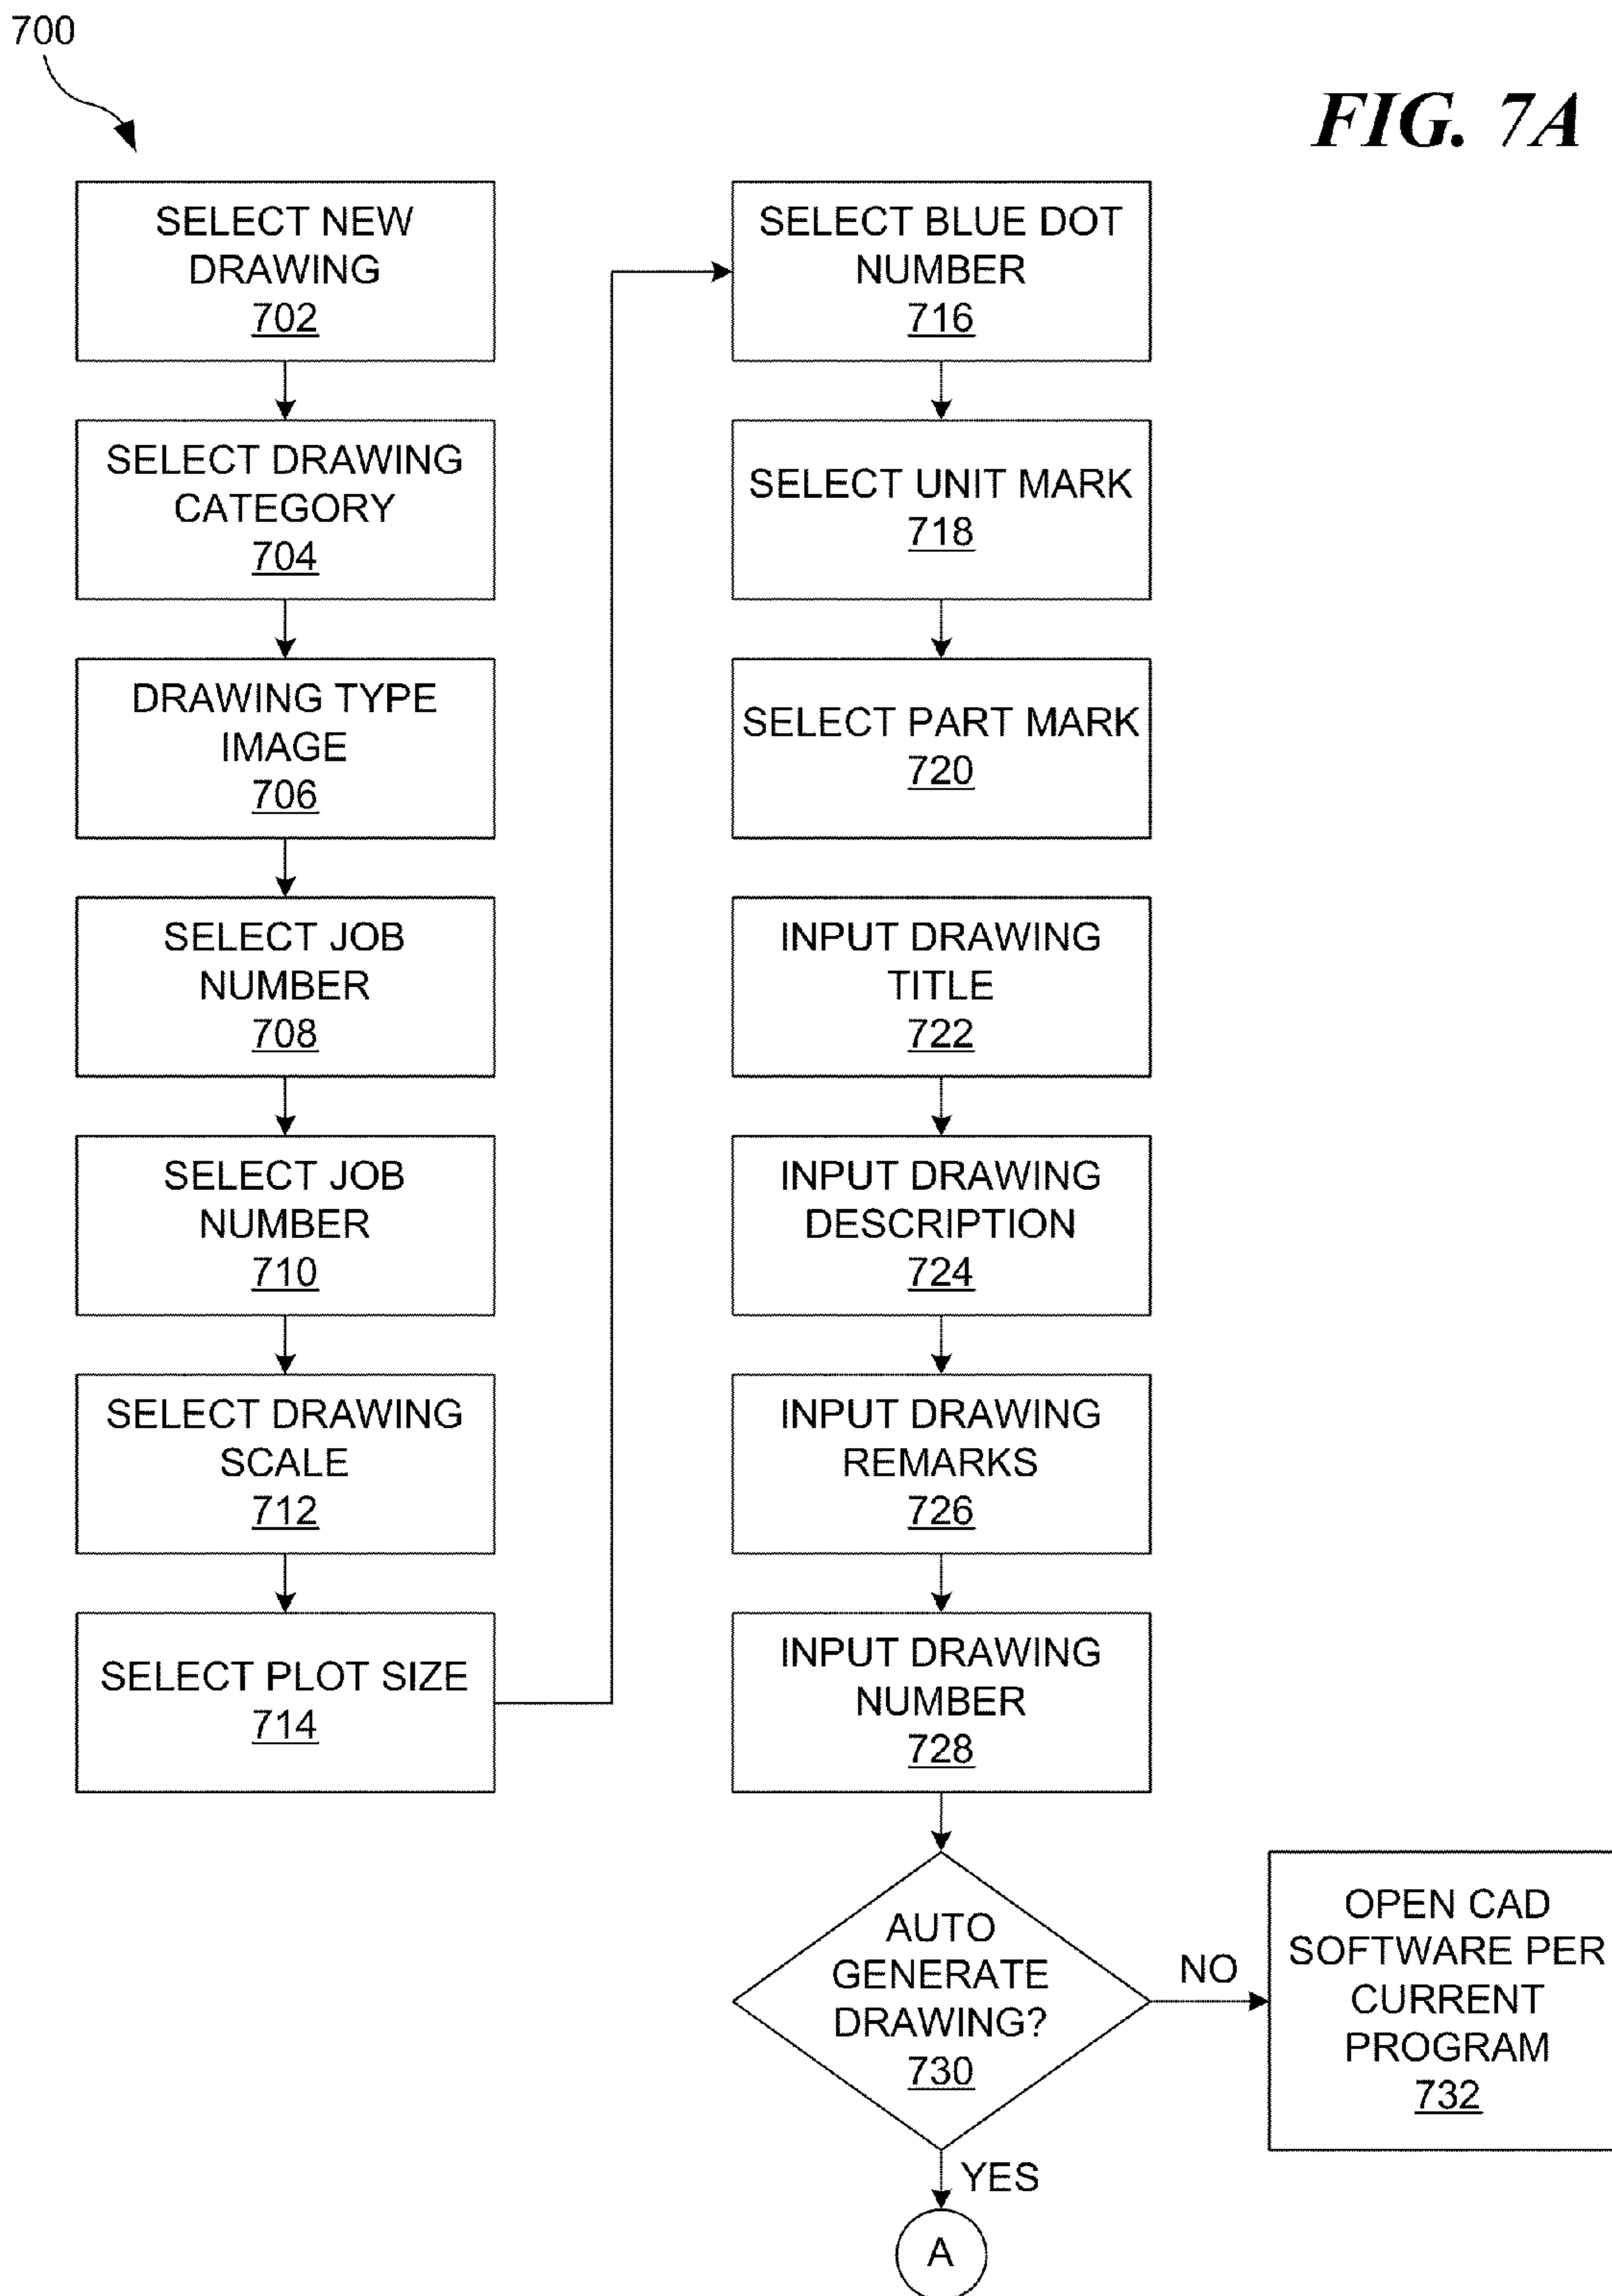 700
FIG. 7A
SELECT NEW
DRAWING
702
SELECT DRAWING
CATEGORY
704
DRAWING TYPE
IMAGE
706
SELECT JOB
NUMBER
708
SELECT JOB
NUMBER
710
SELECT DRAWING
SCALE
712
SELECT PLOT SIZE
714
SELECT BLUE DOT
NUMBER
716
SELECT UNIT MARK
718
SELECT PART MARK
720
INPUT DRAWING
TITLE
722
INPUT DRAWING
DESCRIPTION
724
INPUT DRAWING
REMARKS
726
INPUT DRAWING
NUMBER
728
AUTO
GENERATE
DRAWING?
730
NO
OPEN CAD
SOFTWARE PER
CURRENT
PROGRAM
732
YES
A